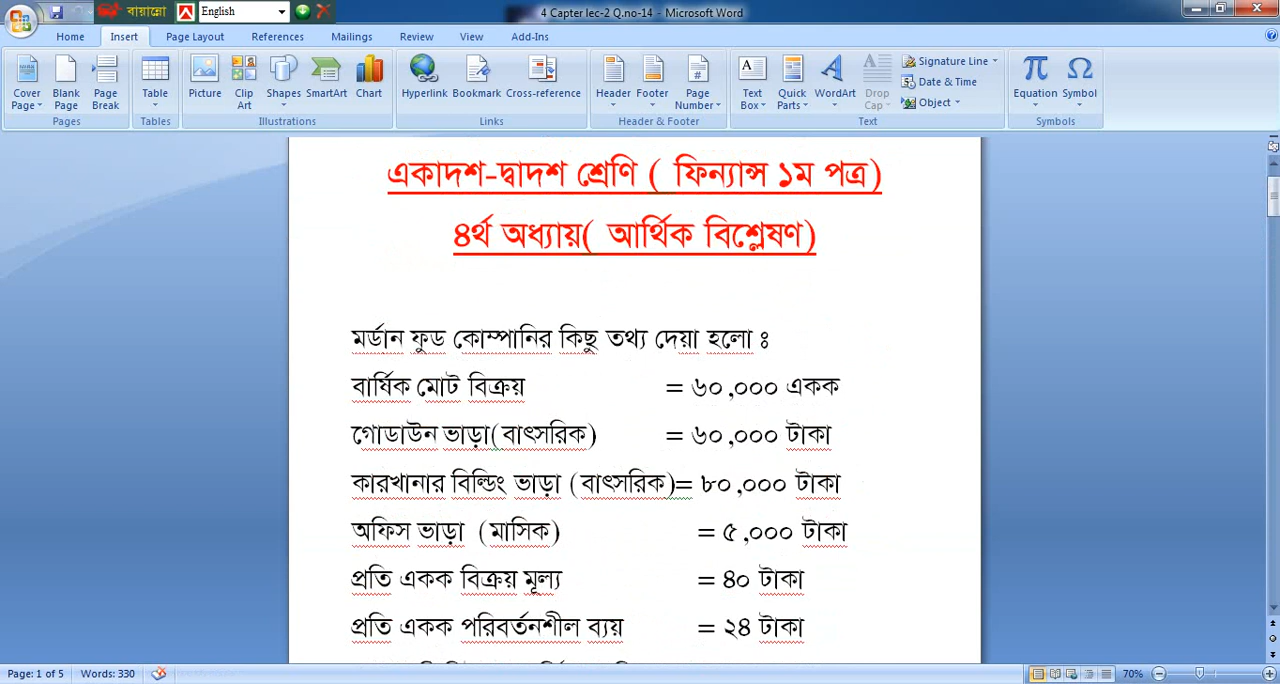 বায়ান্নো English 4 Capter lec-2 Q.no-14 - Microsoft Word
Home Insert Page Layout References Mailings Review View Add-Ins
Cover Page Blank Page Page Break Table Picture Clip Art Shapes SmartArt Chart Hyperlink Bookmark Cross-reference Header Footer Page Number Text Box Quick Parts WordArt Drop Cap Signature Line Date & Time Object Equation Symbol
Pages Tables Illustrations Links Header & Footer Text Symbols
একাদশ-দ্বাদশ শ্রেণি ( ফিন্যান্স ১ম পত্র)
৪র্থ অধ্যায়( আর্থিক বিশ্লেষণ)
মর্ডান ফুড কোম্পানির কিছু তথ্য দেয়া হলো ঃ
বার্ষিক মোট বিক্রয় = ৬০,০০০ একক
গোডাউন ভাড়া(বাৎসরিক) = ৬০,০০০ টাকা
কারখানার বিল্ডিং ভাড়া (বাৎসরিক)= ৮০,০০০ টাকা
অফিস ভাড়া (মাসিক) = ৫,০০০ টাকা
প্রতি একক বিক্রয় মূল্য = ৪০ টাকা
প্রতি একক পরিবর্তনশীল ব্যয় = ২৪ টাকা
Page: 1 of 5 Words: 330 70%